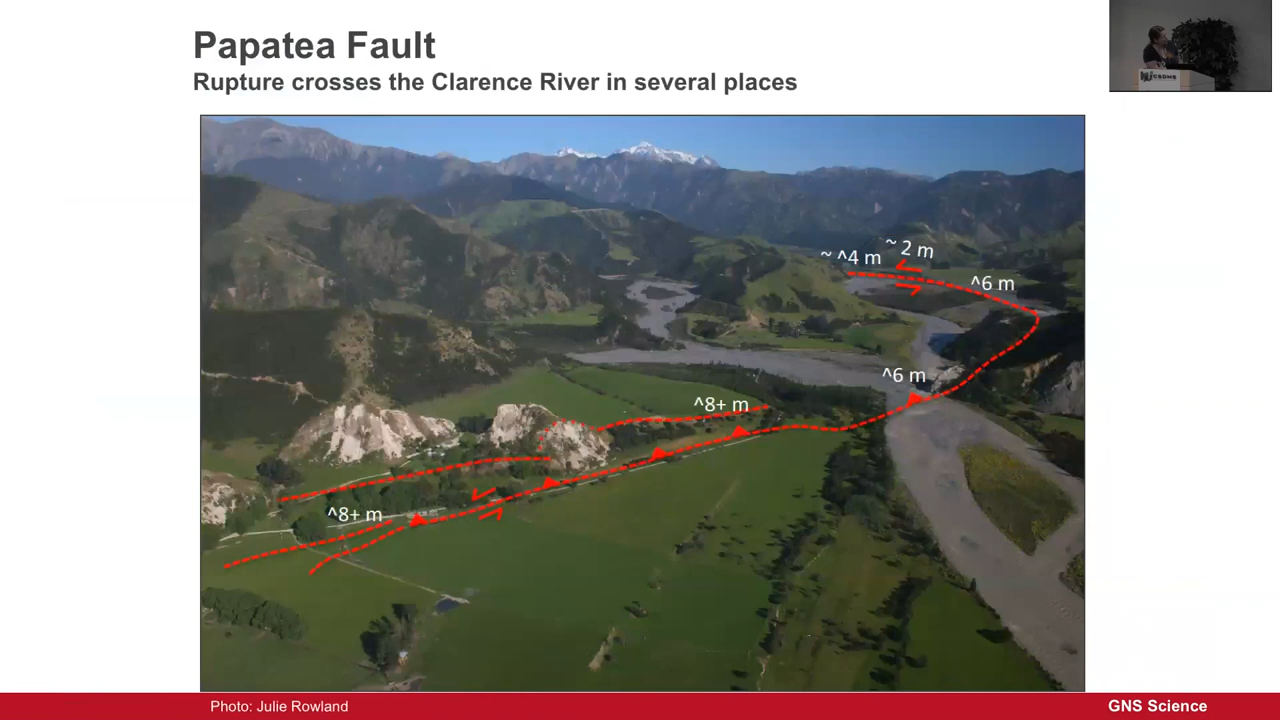 Papatea Fault
Rupture crosses the Clarence River in several places
CSDMS
~ ^4 m
~ 2 m
^6 m
^6 m
^8+ m
^8+ m
Photo: Julie Rowland
GNS Science